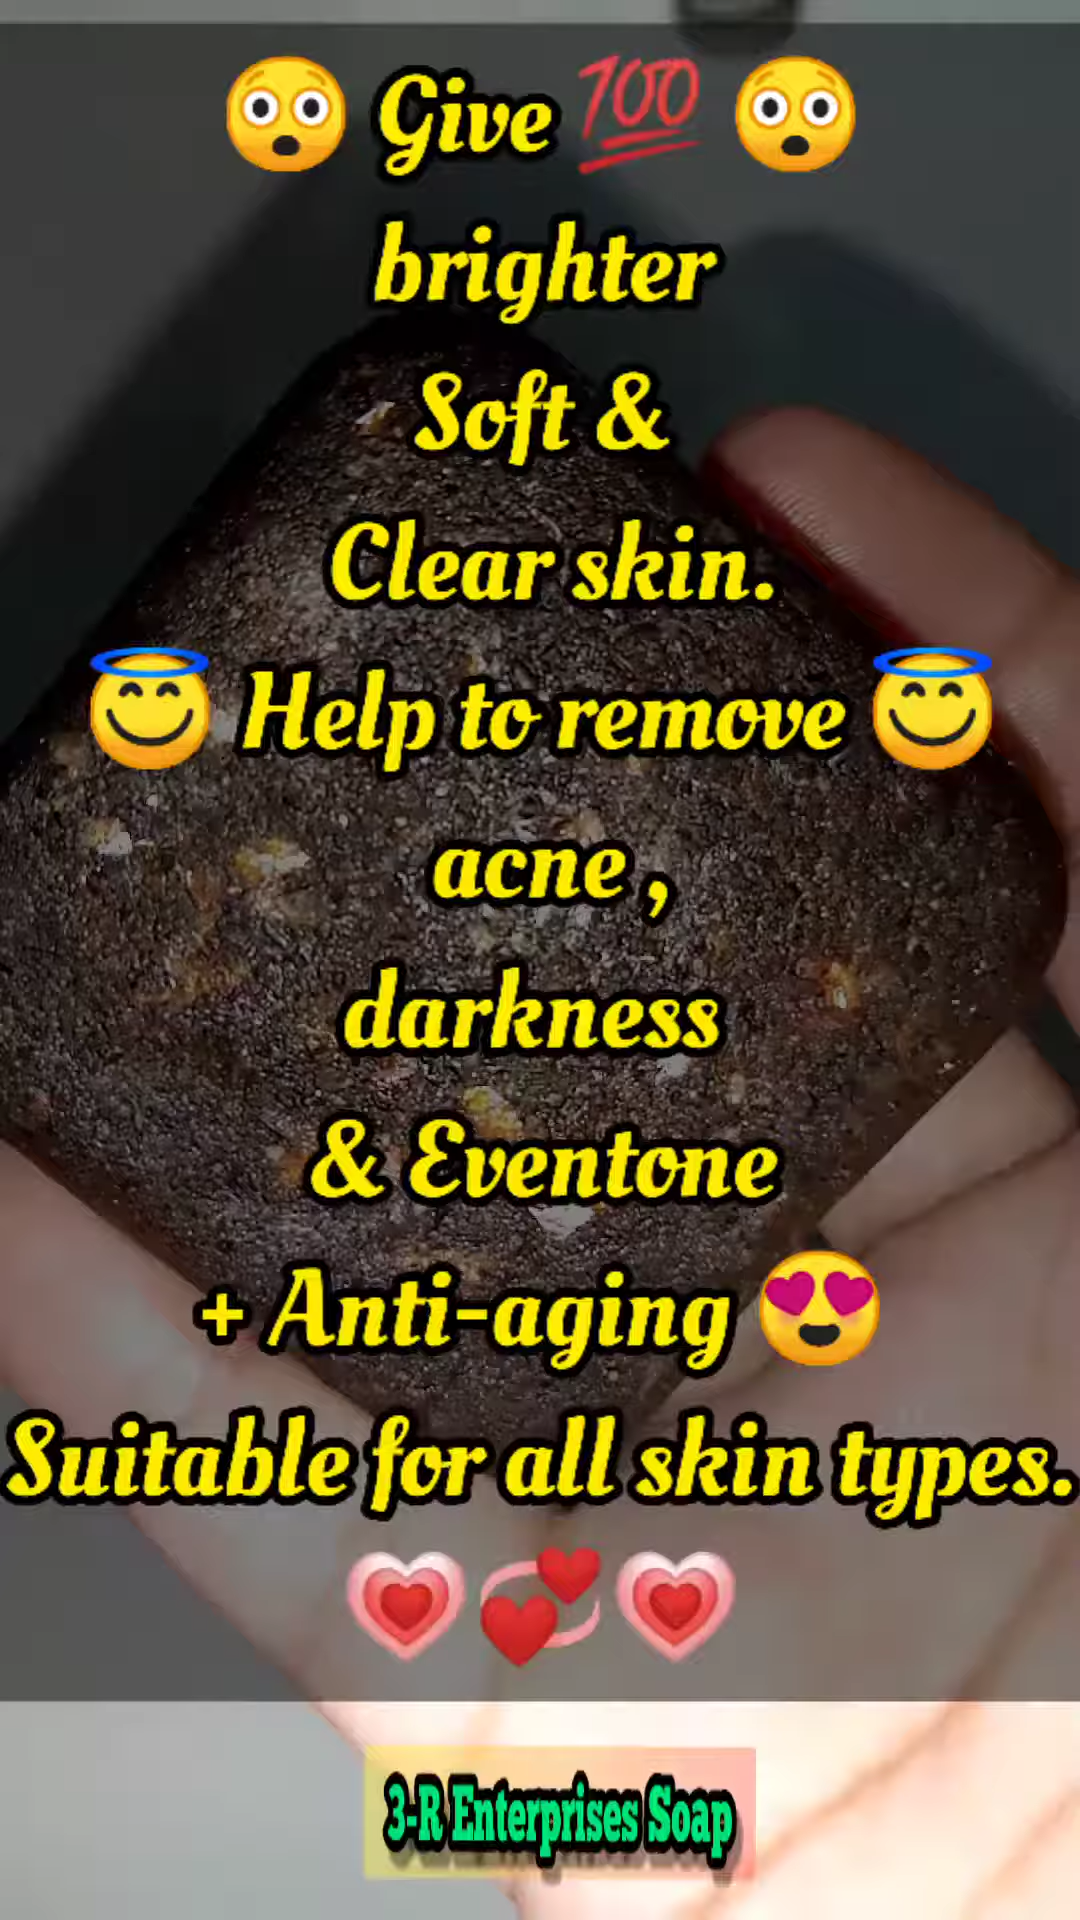 😲 Give 💯 😲
brighter
Soft &
Clear skin.
😇 Help to remove 😇
acne ,
darkness
& Eventone
+ Anti-aging 😍
Suitable for all skin types.
💗💞💗
3-R Enterprises Soap